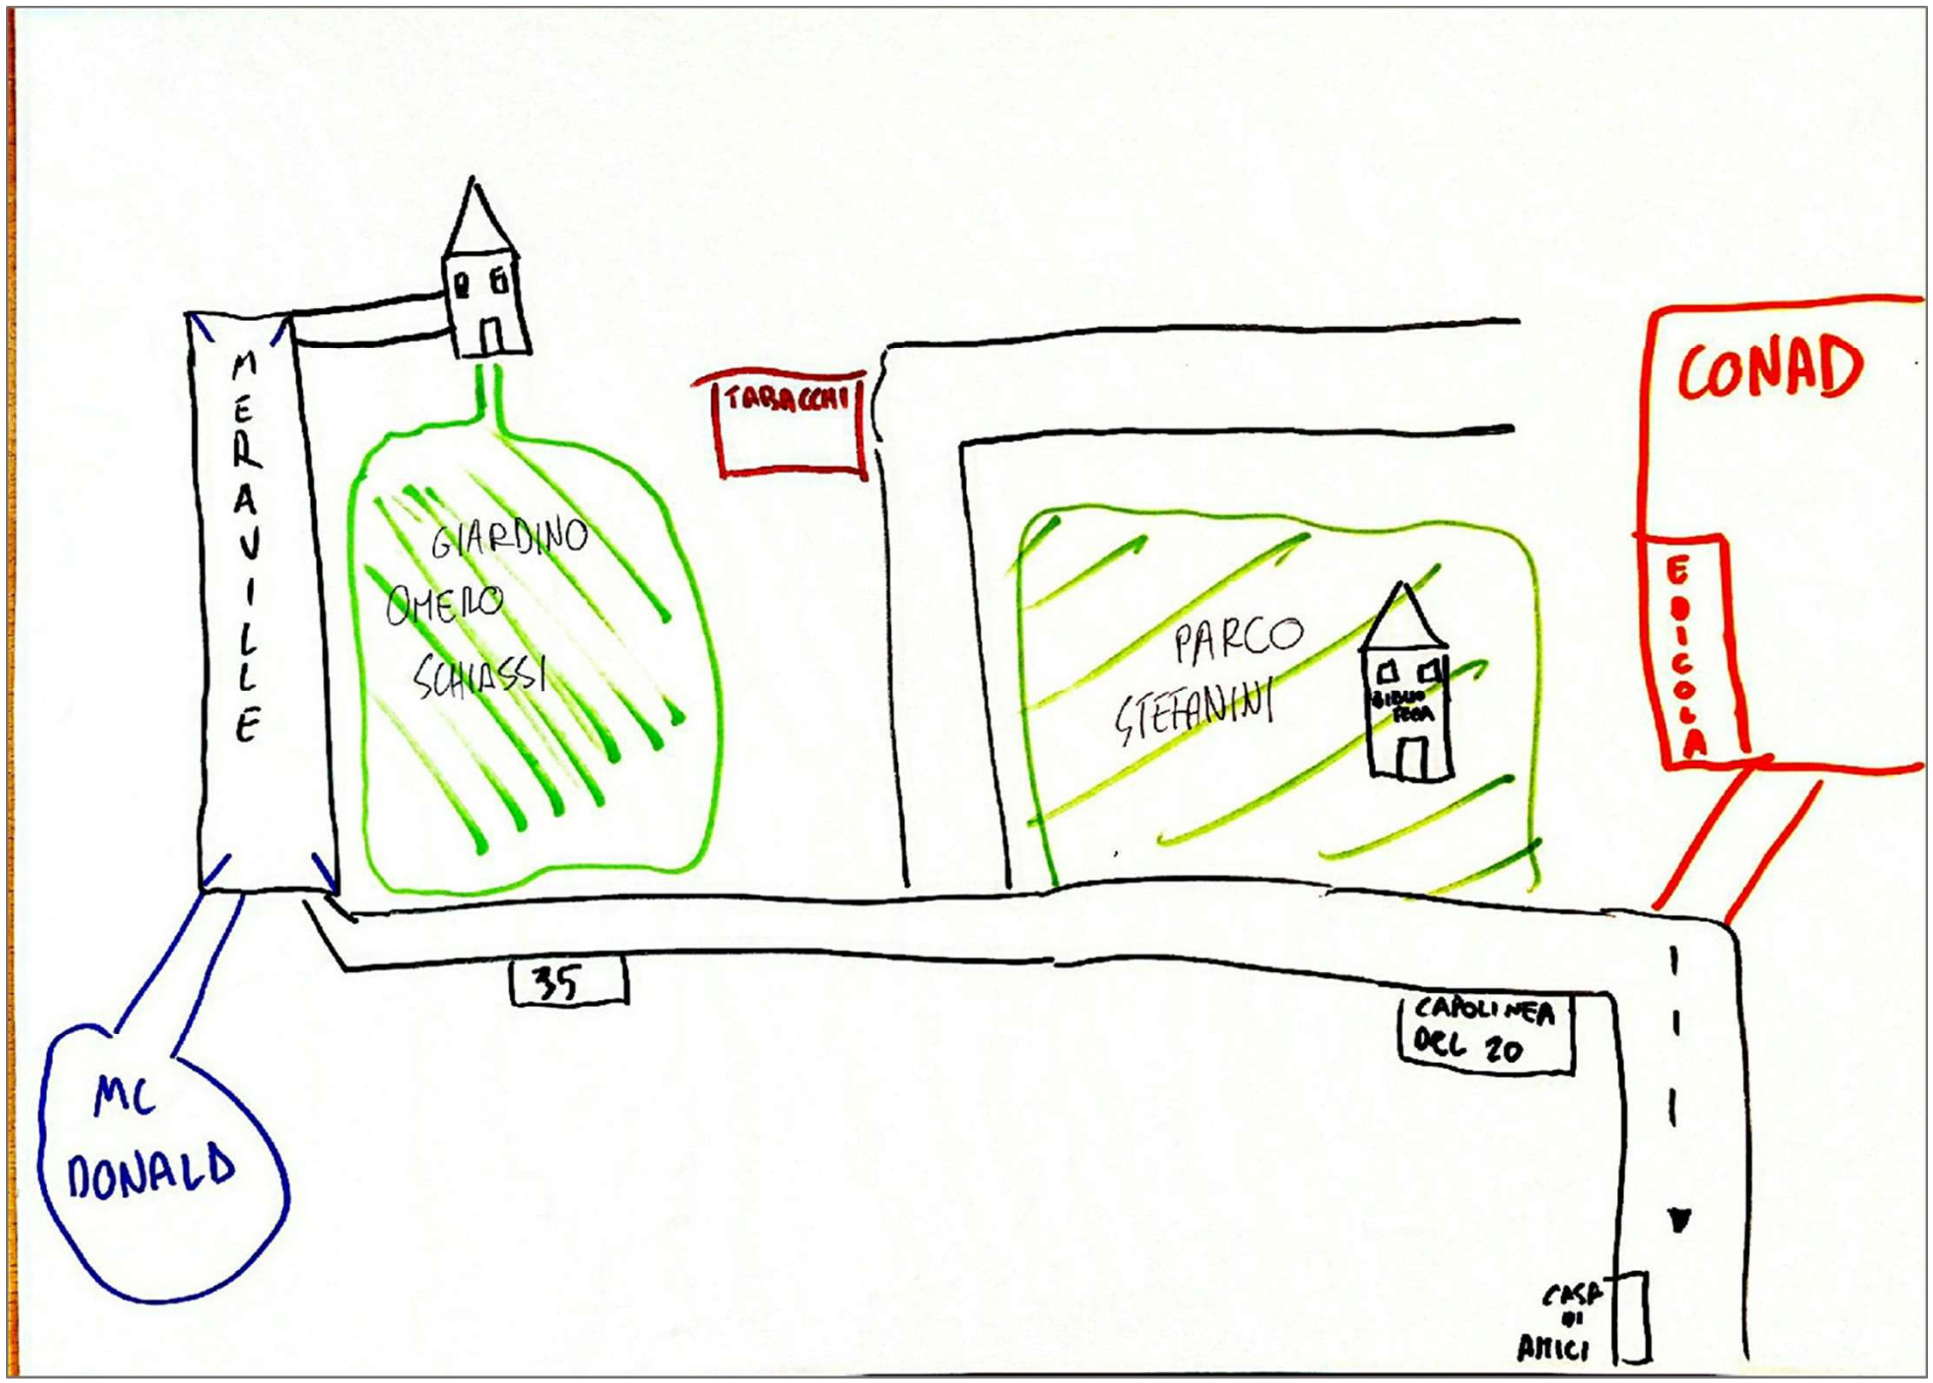 MERAVILLE
GIARDINO
OMERO
SCHIASSI
TABACCHI
PARCO
STEFANINI
BIBLIO
TECA
CONAD
EDICOLA
35
CAPOLINEA
DEL 20
MC
DONALD
CASA
DI
AMICI